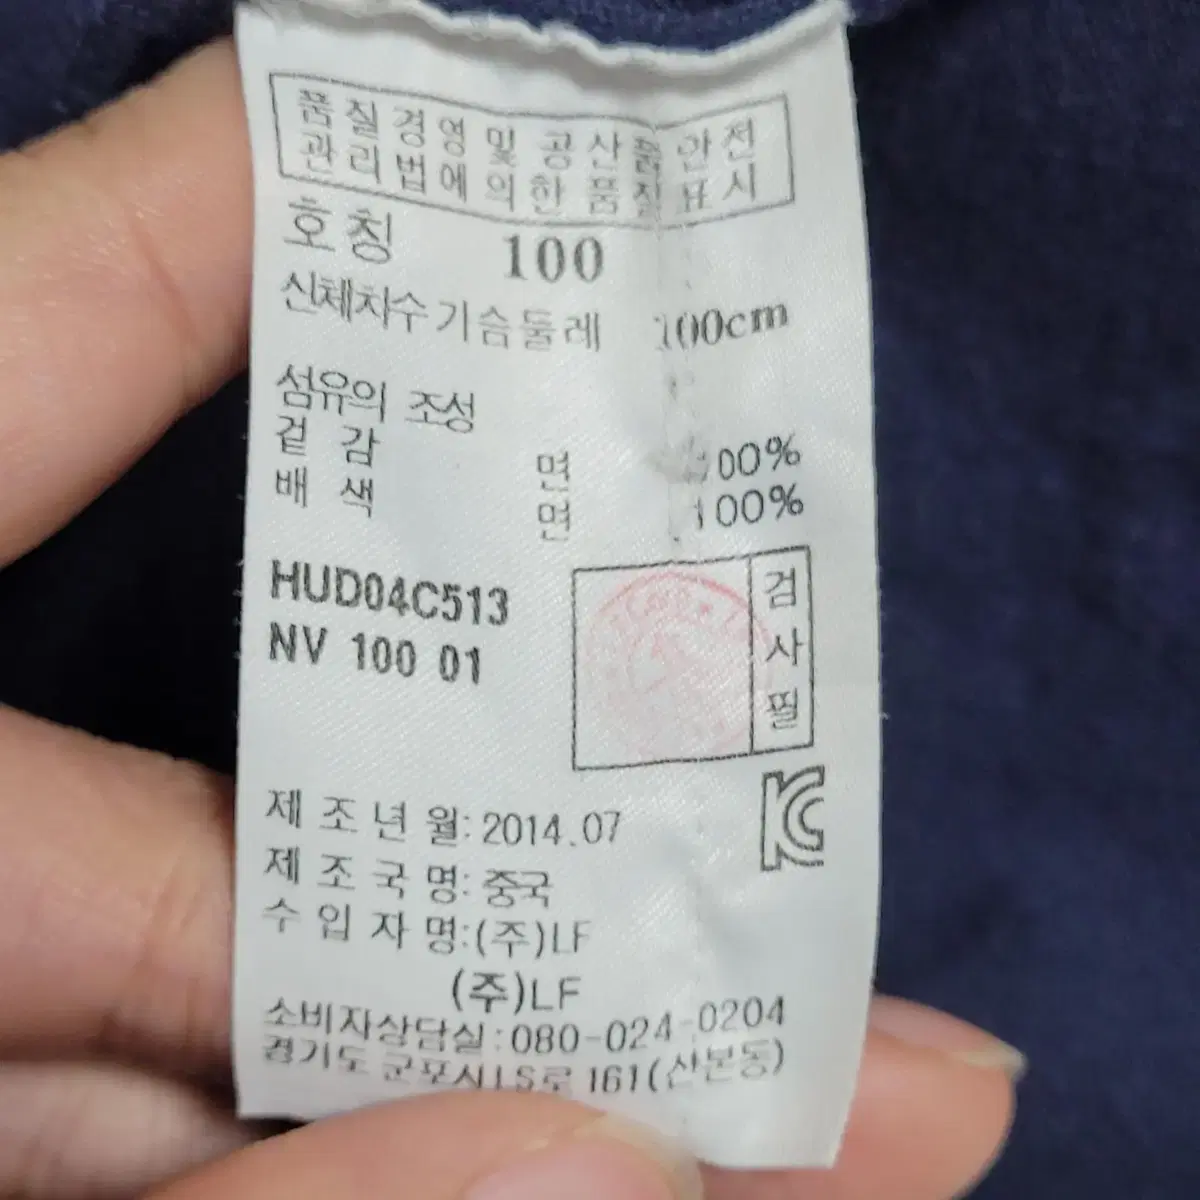 품질경영및 공산품안전
관리법에의한 품질표시
호칭 100
신체치수 기슴둘레 100cm
섬유의 조성
겉 감 면 100%
배 색 면 100%
HUD04C513
NV 100 01
검사필
KC
제 조 년 월: 2014.07
제 조 국 명: 중국
수 입 자 명:(주)LF
(주)LF
소비자상담실:080-024-0204
경기도 군포시LS로 161(산본동)